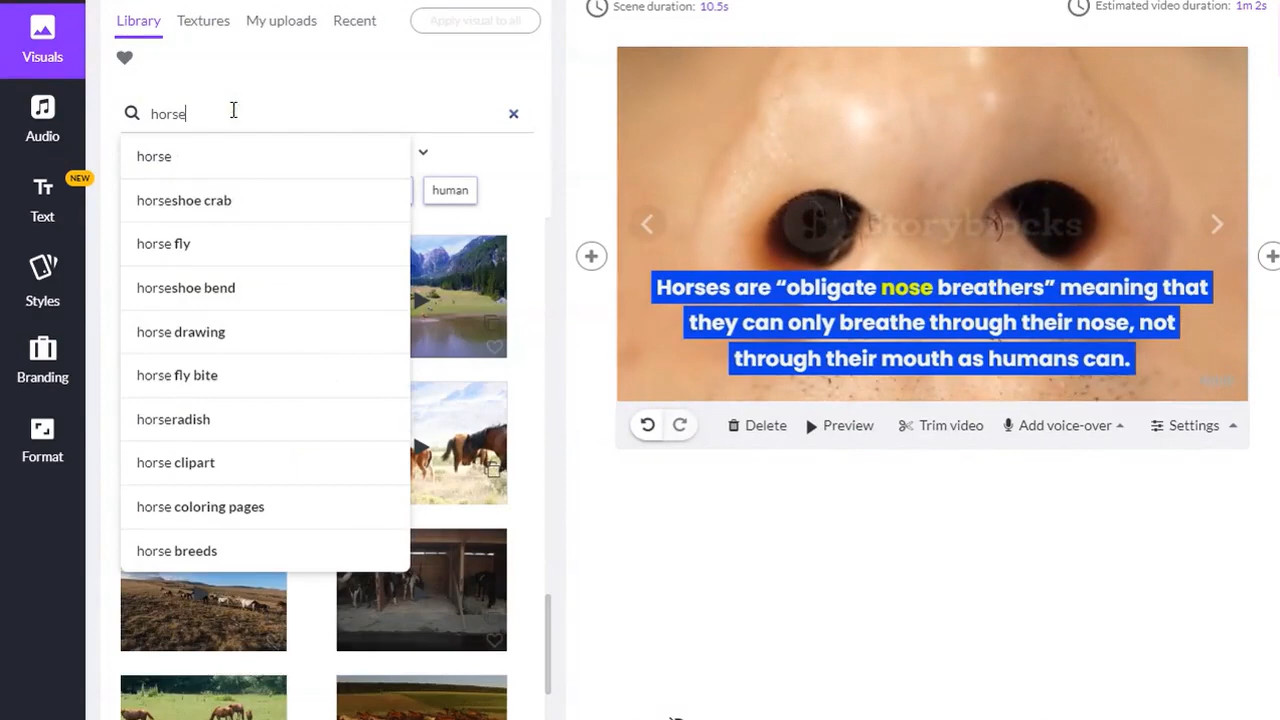 Library Textures My uploads Recent Apply visual to all
Scene duration: 10.5s
Estimated video duration: 1m 2s
Visuals
Audio
NEW
Text
Styles
Branding
Format
horse
horse
horseshoe crab
horse fly
horseshoe bend
horse drawing
horse fly bite
horseradish
horse clipart
horse coloring pages
horse breeds
human
Storyblocks
Horses are “obligate nose breathers” meaning that
they can only breathe through their nose, not
through their mouth as humans can.
Delete Preview Trim video Add voice-over Settings